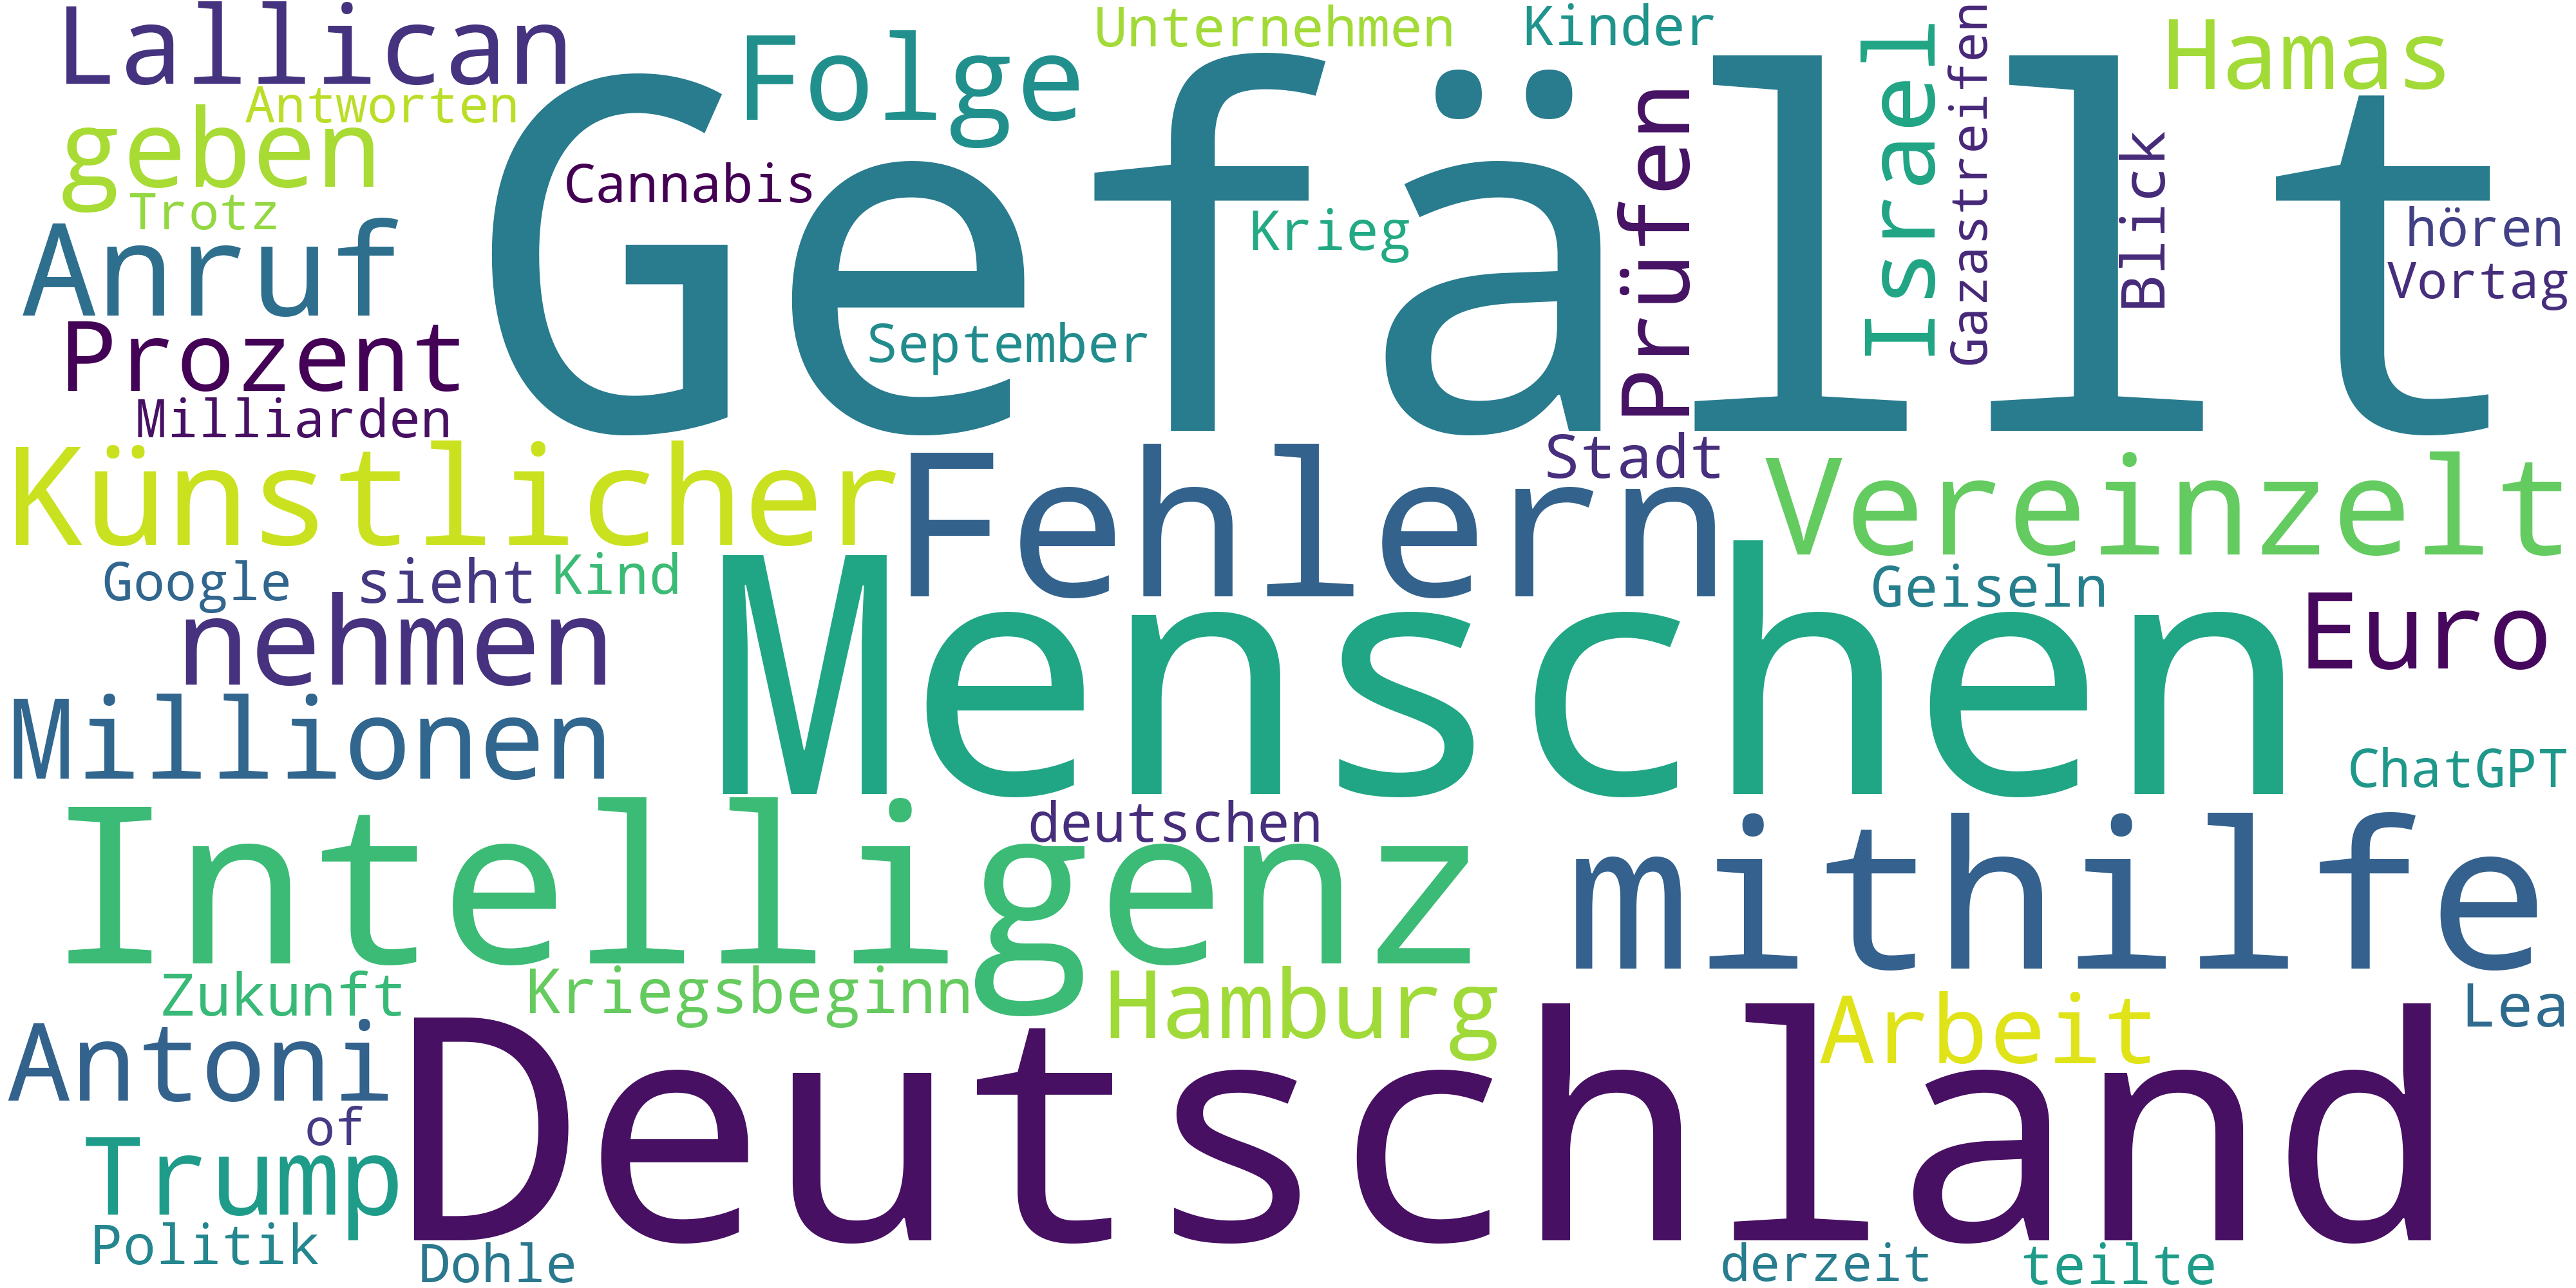 Lallican
Antworten
geben
Trotz
Anruf
Prozent
Milliarden
Folge
Unternehmen
Kinder
Gefällt
Cannabis
Krieg
September
Prüfen
Israel
Gazastreifen
Blick
Hamas
hören
Vortag
Künstlicher
Fehlern
Stadt
Vereinzelt
Google
sieht
Kind
nehmen
Millionen
Menschen
Geiseln
Euro
ChatGPT
Intelligenz
deutschen
mithilfe
Zukunft
Kriegsbeginn
Hamburg
Arbeit
Lea
Antoni
of
Trump
Politik
Deutschland
Dohle
derzeit
teilte